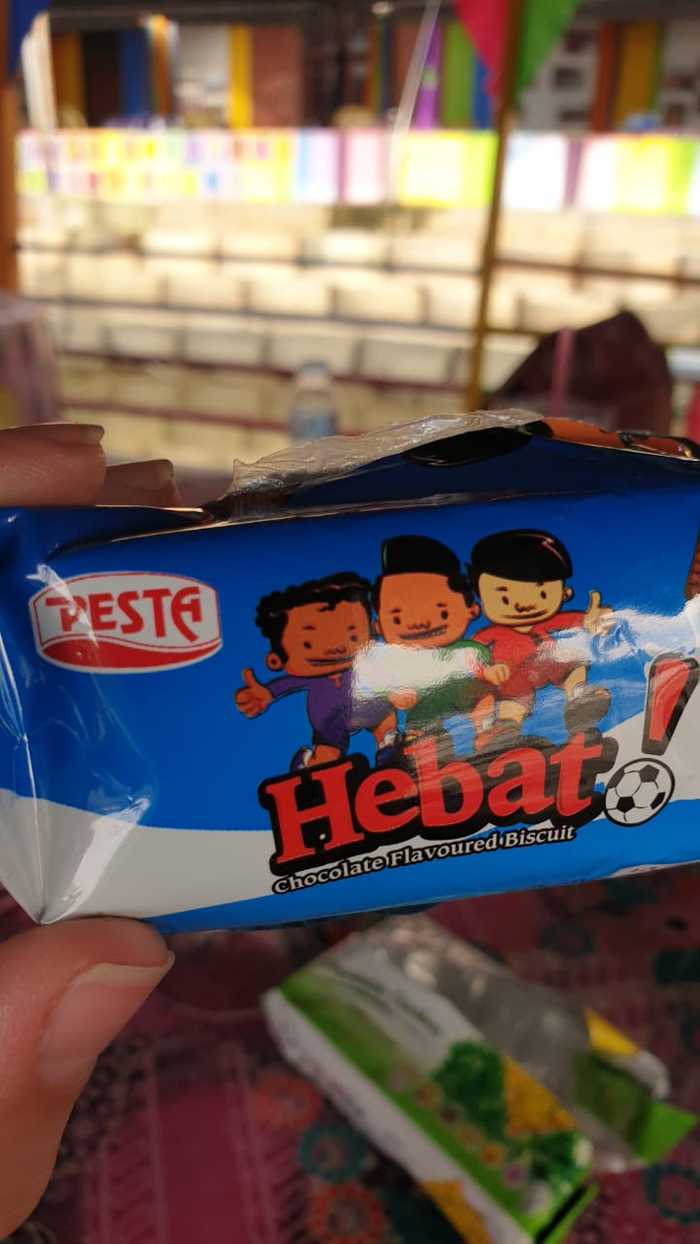 PESTA
Hebat!
Chocolate Flavoured Biscuit